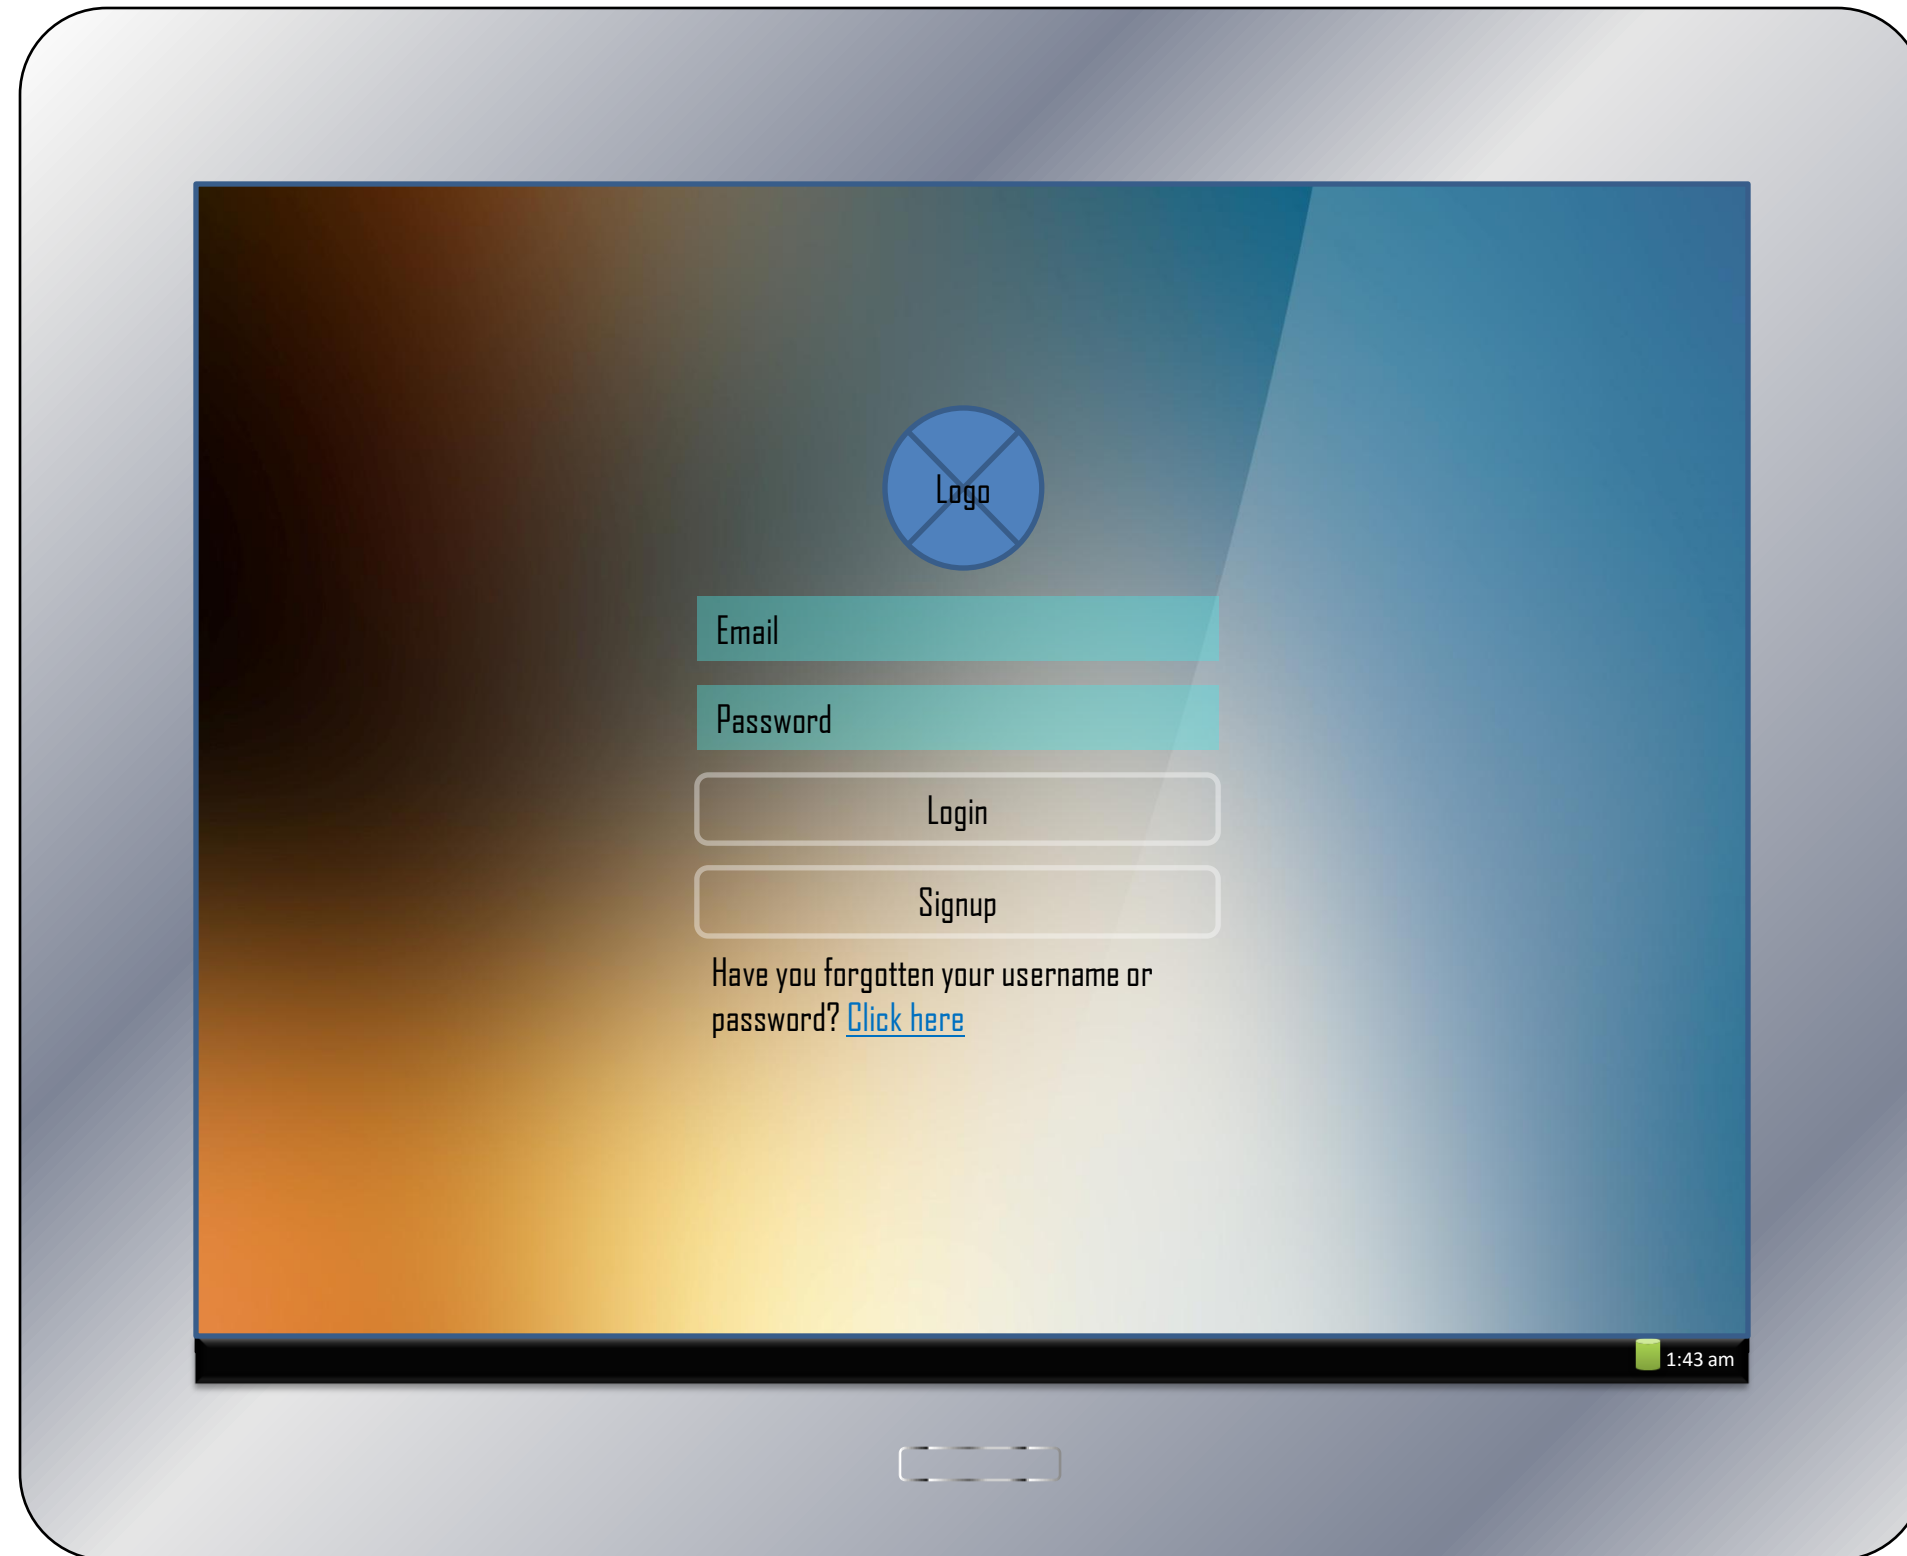 Logo
Email
Password
Login
Signup
Have you forgotten your username or
password? Click here
1:43 am